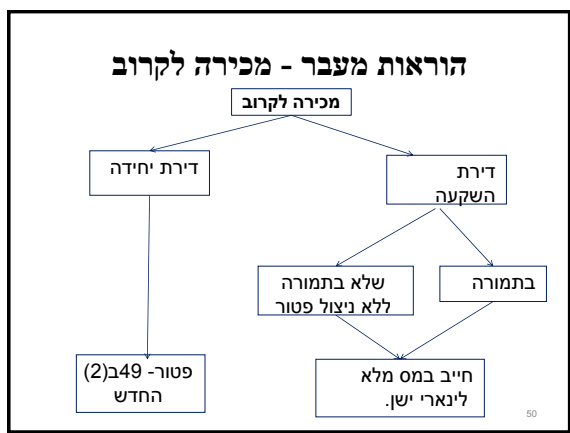 הוראות מעבר - מכירה לקרוב
מכירה לקרוב
דירת
השקעה
דירת יחידה
בתמורה
שלא בתמורה
ללא ניצול פטור
חייב במס מלא
לינארי ישן.
פטור- 49ב(2)
החדש
50